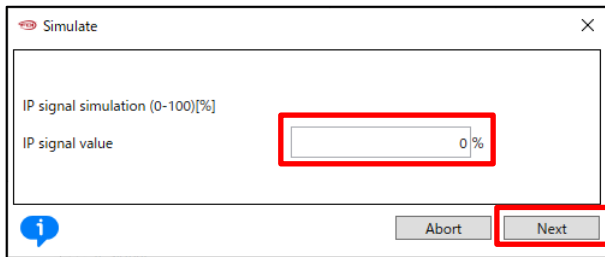 Simulate
IP signal simulation (0-100)[%]
IP signal value
0 %
Abort
Next